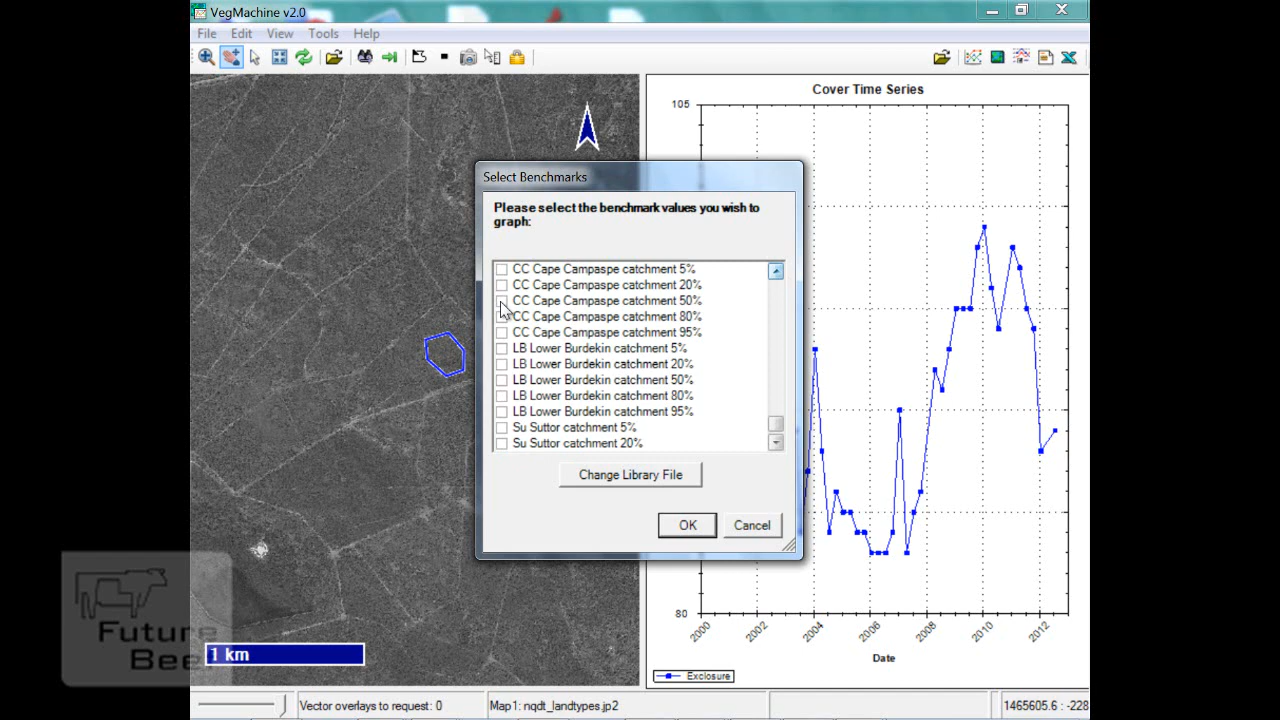 VegMachine v2.0
File Edit View Tools Help
Cover Time Series
105
80
2000 2002 2004 2006 2008 2010 2012
Date
Exclosure
Select Benchmarks
Please select the benchmark values you wish to
graph:
CC Cape Campaspe catchment 5%
CC Cape Campaspe catchment 20%
CC Cape Campaspe catchment 50%
CC Cape Campaspe catchment 80%
CC Cape Campaspe catchment 95%
LB Lower Burdekin catchment 5%
LB Lower Burdekin catchment 20%
LB Lower Burdekin catchment 50%
LB Lower Burdekin catchment 80%
LB Lower Burdekin catchment 95%
Su Suttor catchment 5%
Su Suttor catchment 20%
Change Library File
OK Cancel
Future
Bee
1 km
Vector overlays to request: 0 Map1: nqdt_landtypes.jp2 1465605.6 : -228